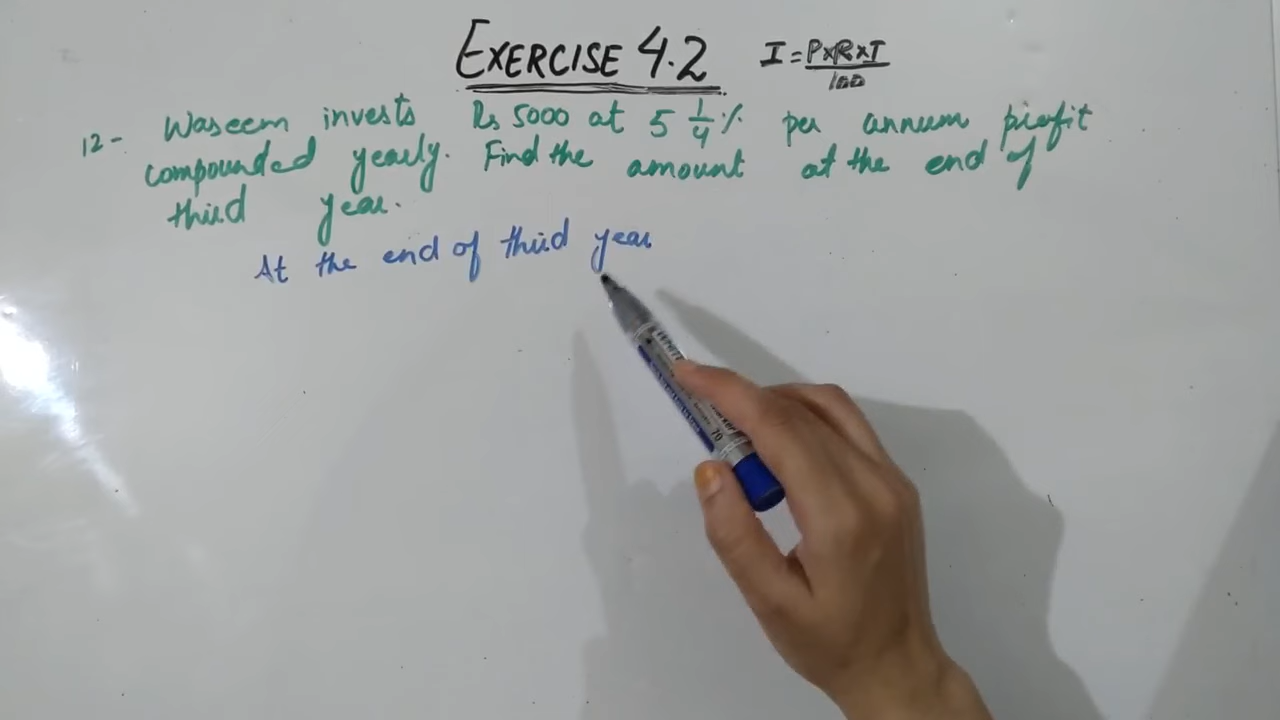 EXERCISE 4.2
I = P×R×T/100
12- Waseem invests Rs 5000 at 5 1/4 % per annum profit
compounded yearly. Find the amount at the end of
third year.
At the end of third year
70